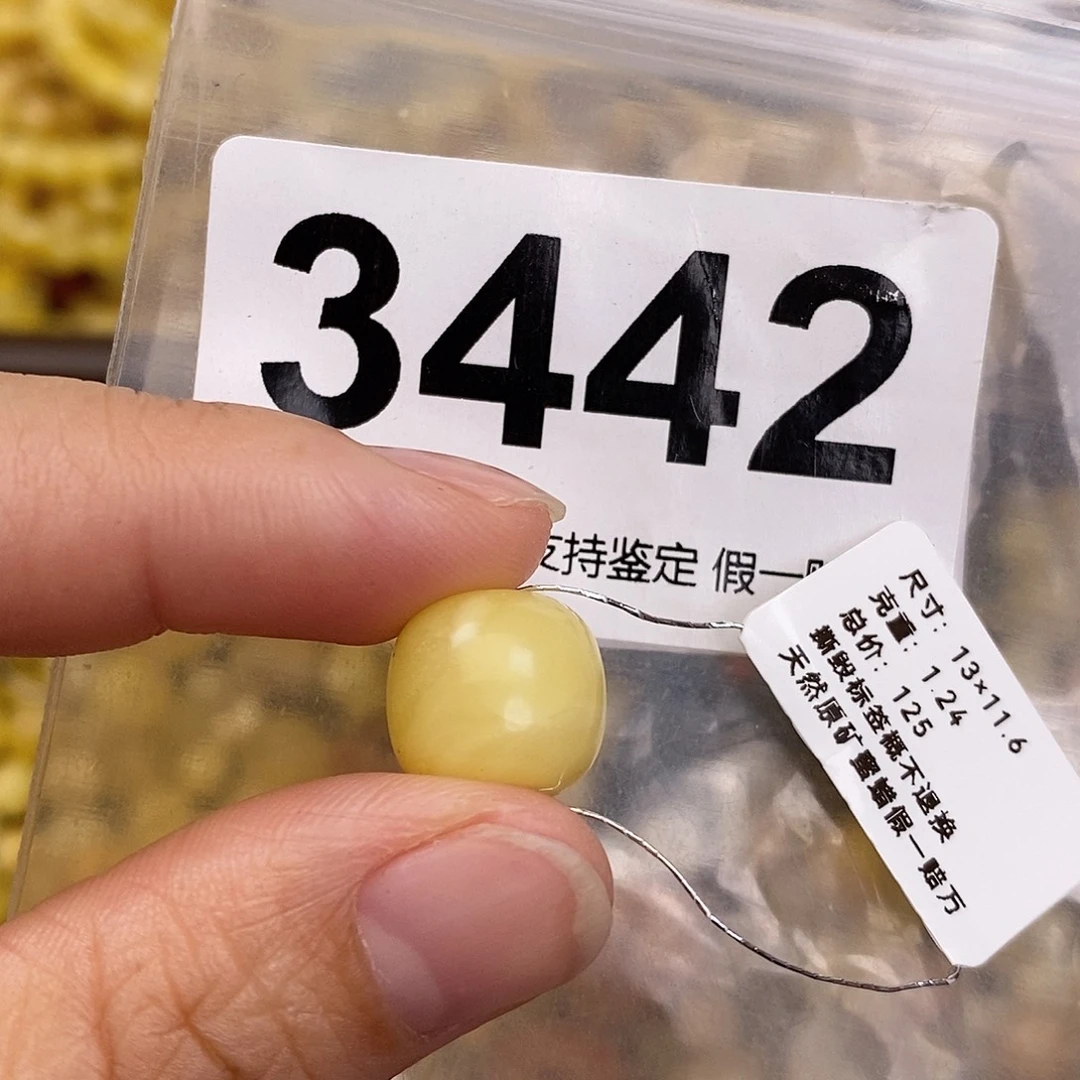 3442
支持鉴定 假一
尺寸：13×11.6
克重：1.24
总价：125
撕毁标签概不退换
天然原矿蜜蜡假一赔万